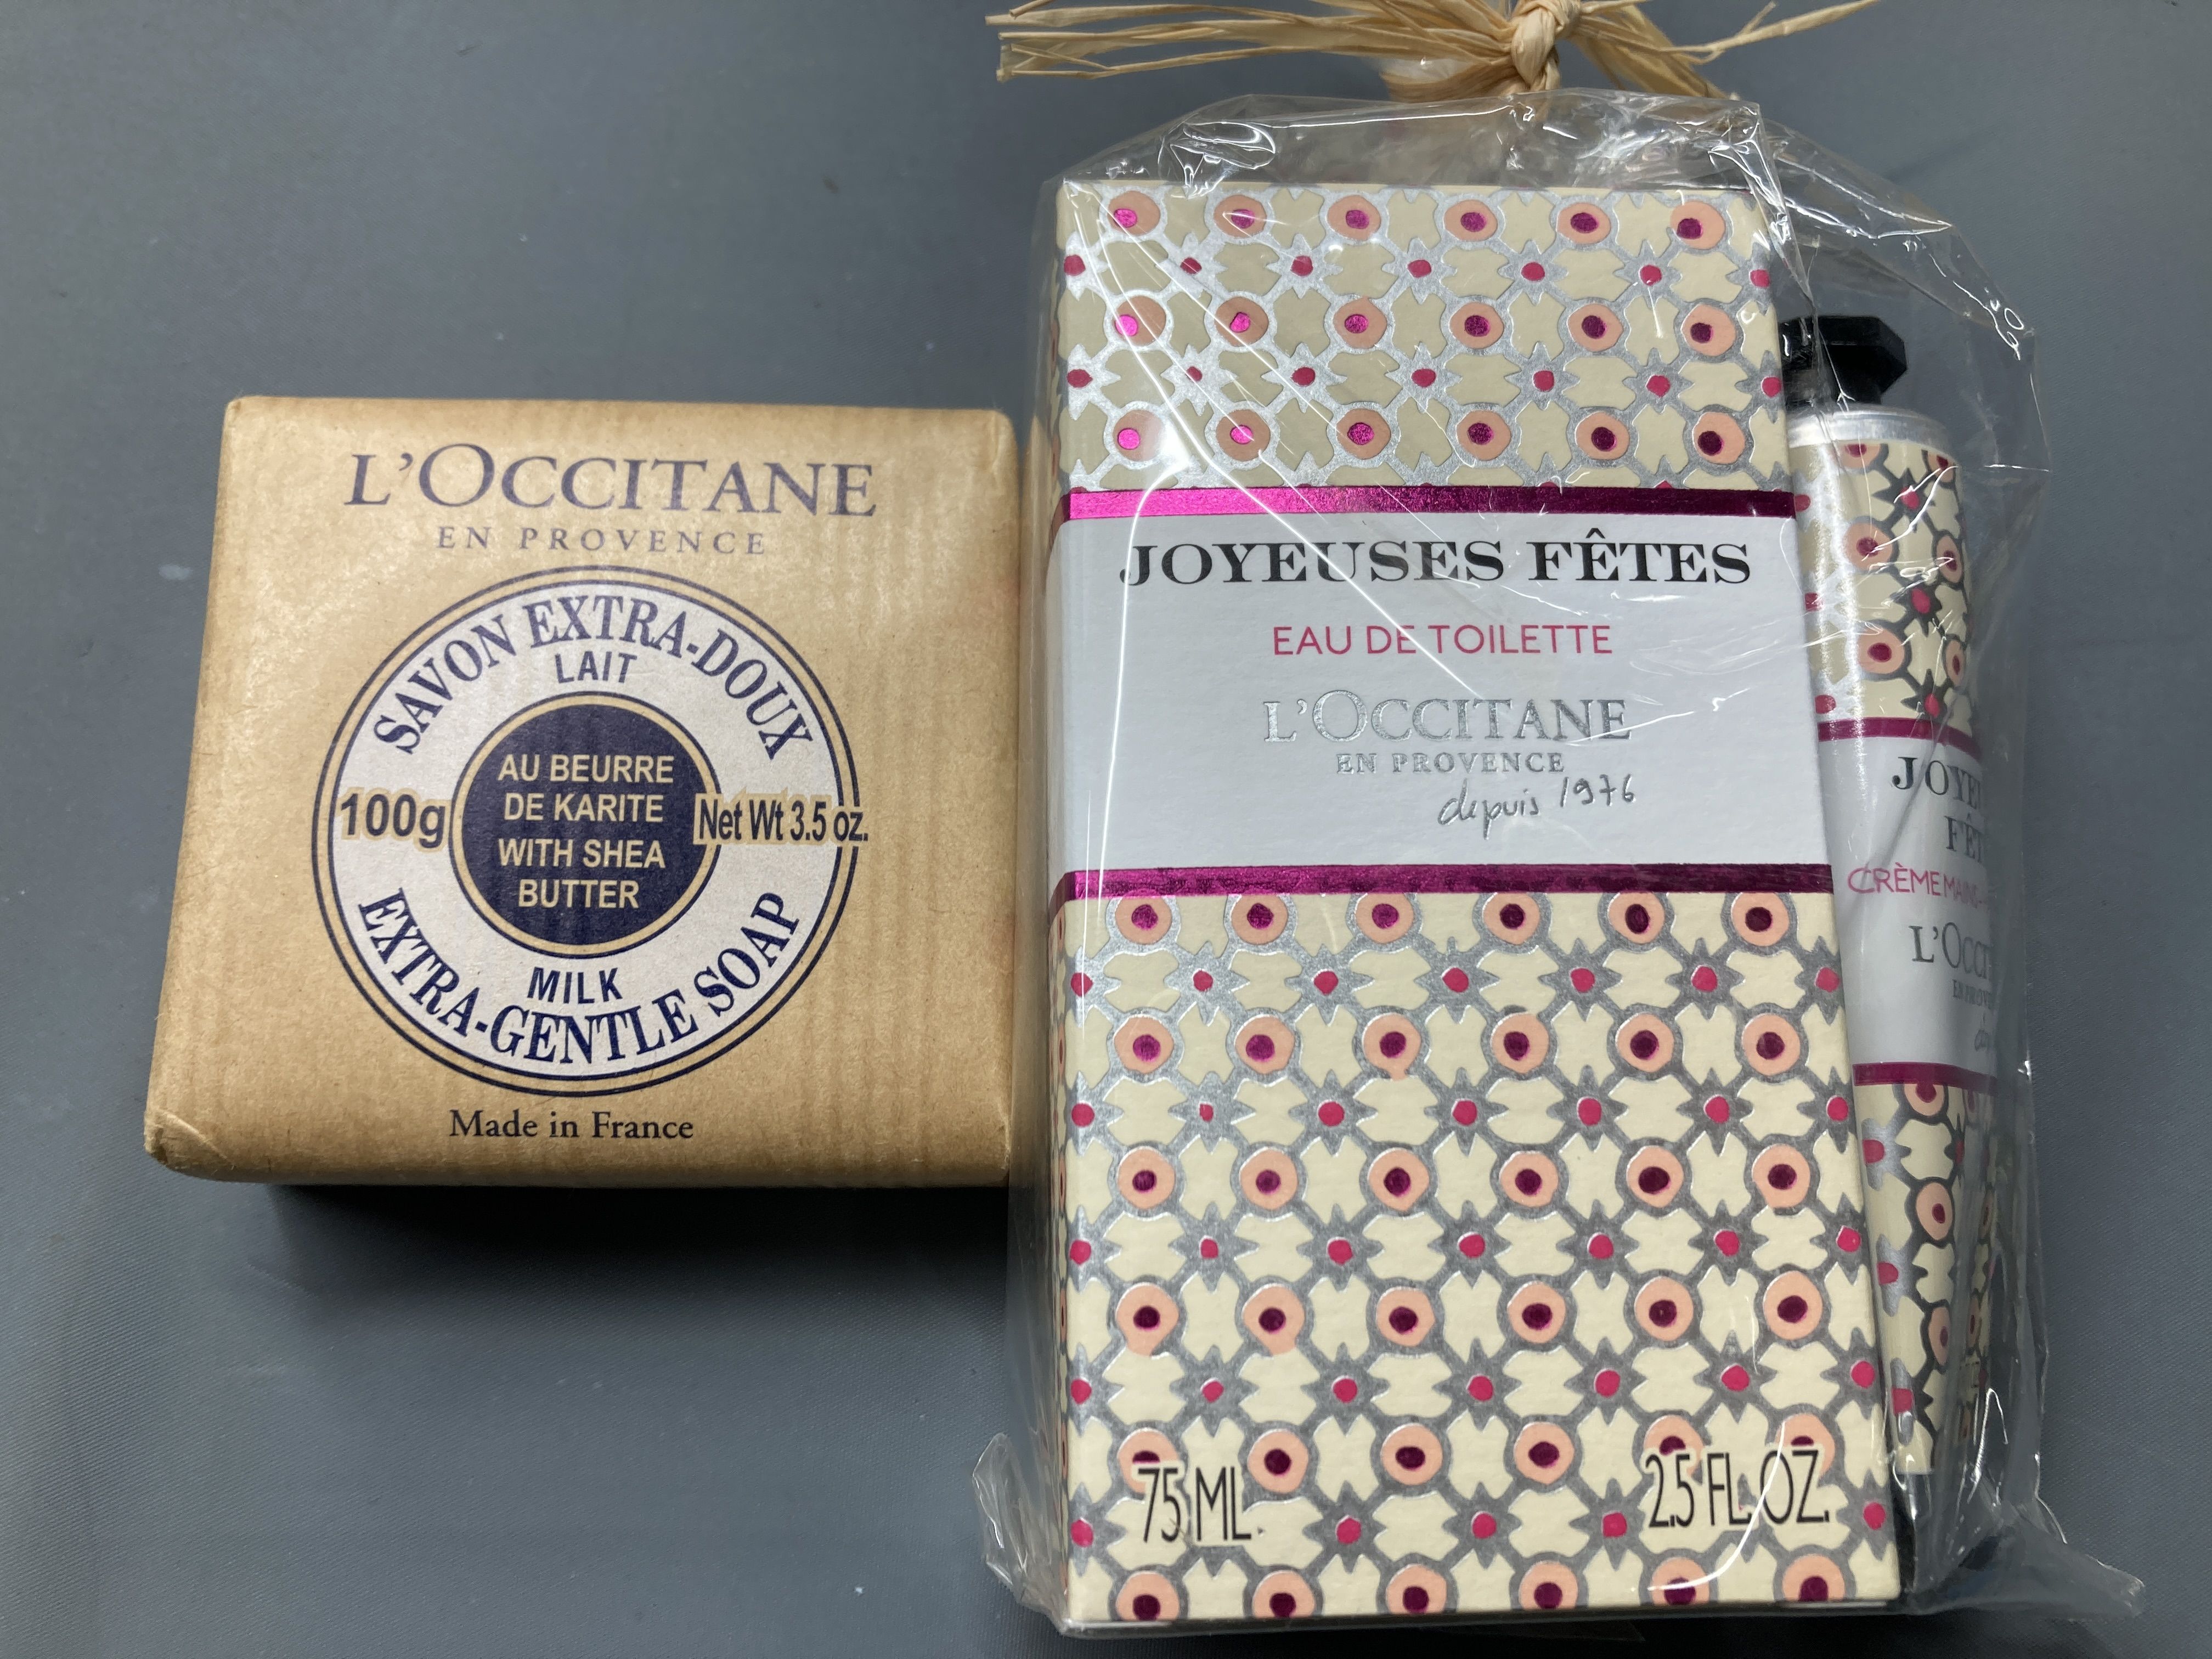 L'OCCITANE
EN PROVENCE
SAVON EXTRA-DOUX
LAIT
AU BEURRE
DE KARITE
WITH SHEA
BUTTER
100g
Net Wt 3.5 oz.
MILK
EXTRA-GENTLE SOAP
Made in France
JOYEUSES FÊTES
EAU DE TOILETTE
L'OCCITANE
EN PROVENCE
depuis 1976
75 ML
2.5 FL. OZ.
CRÈME MAINS